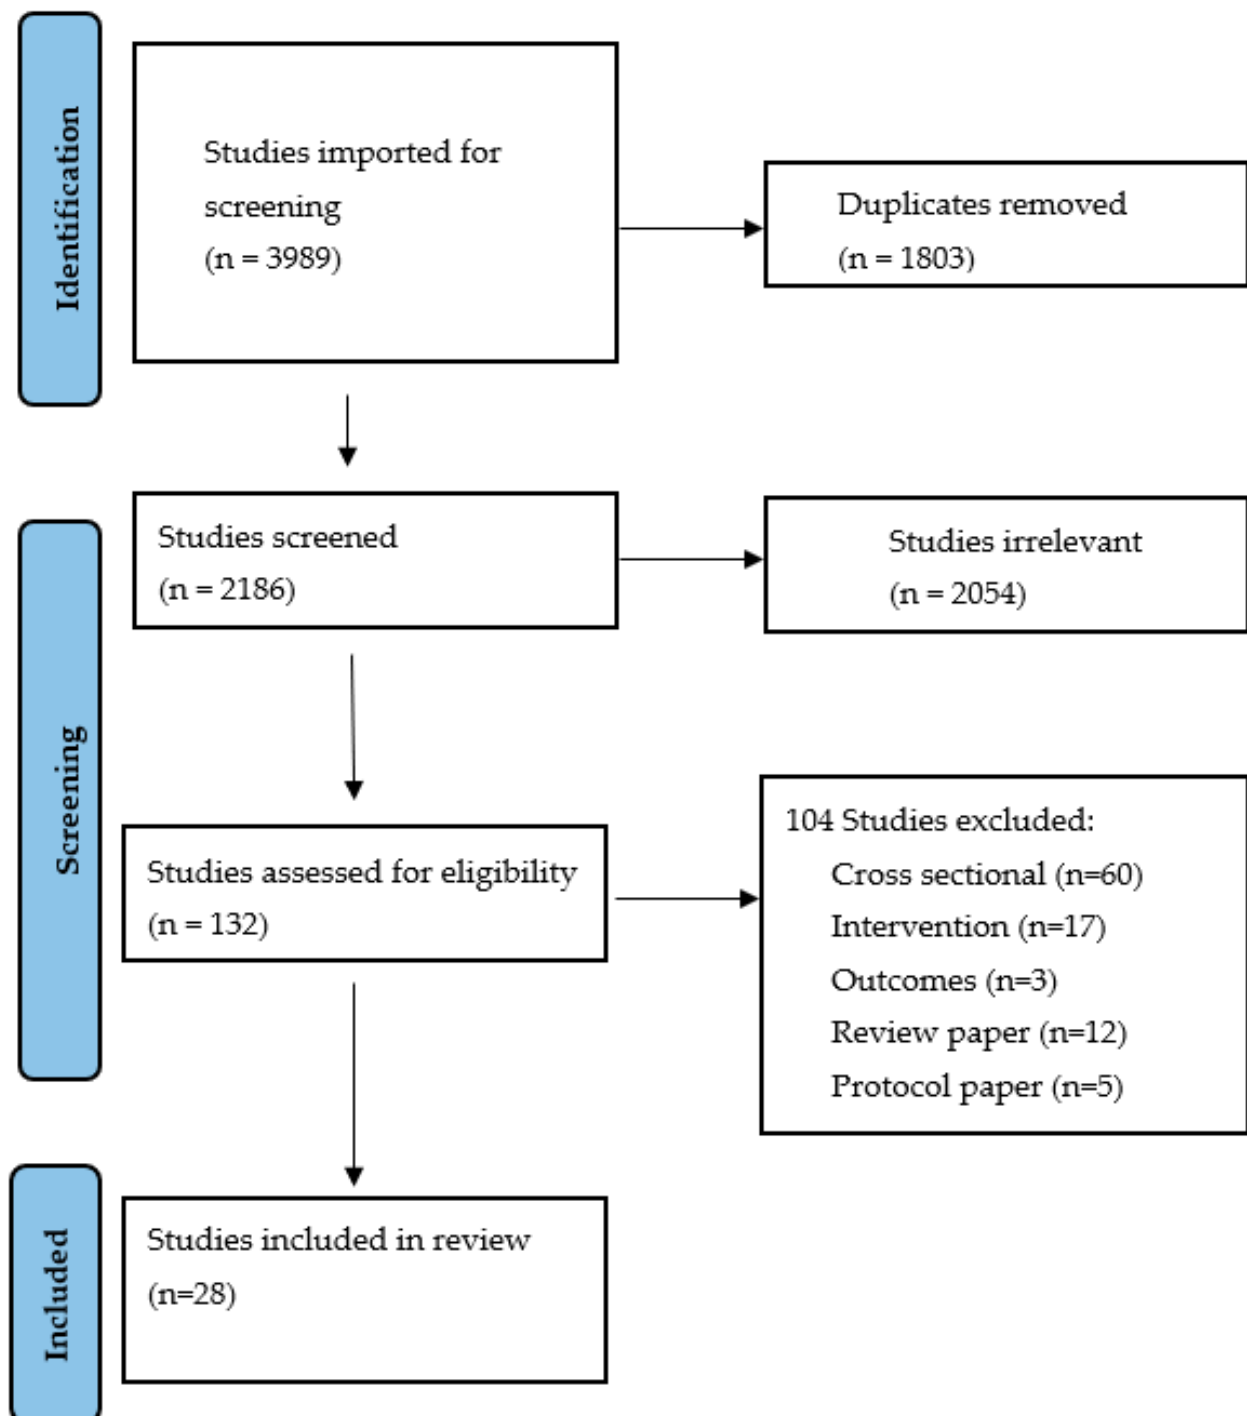 Identification
Studies imported for
screening
(n = 3989)
Duplicates removed
(n = 1803)
Screening
Studies screened
(n = 2186)
Studies irrelevant
(n = 2054)
Studies assessed for eligibility
(n = 132)
104 Studies excluded:
Cross sectional (n=60)
Intervention (n=17)
Outcomes (n=3)
Review paper (n=12)
Protocol paper (n=5)
Included
Studies included in review
(n=28)